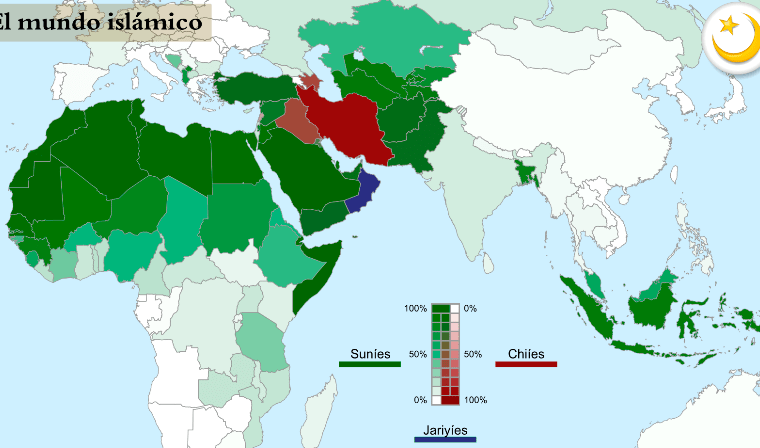 El mundo islámico
100% 0%
Suníes 50% 50% Chiíes
0% 100%
Jariyíes